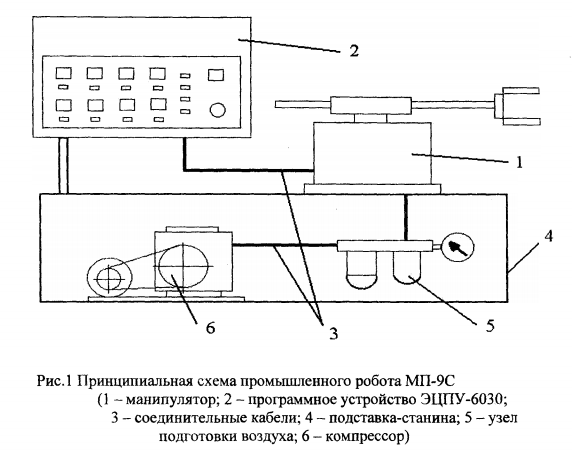 2
1
4
6
3
5
Рис.1 Принципиальная схема промышленного робота МП-9С
(1 – манипулятор; 2 – программное устройство ЭЦПУ-6030;
3 – соединительные кабели; 4 – подставка-станина; 5 – узел
подготовки воздуха; 6 – компрессор)